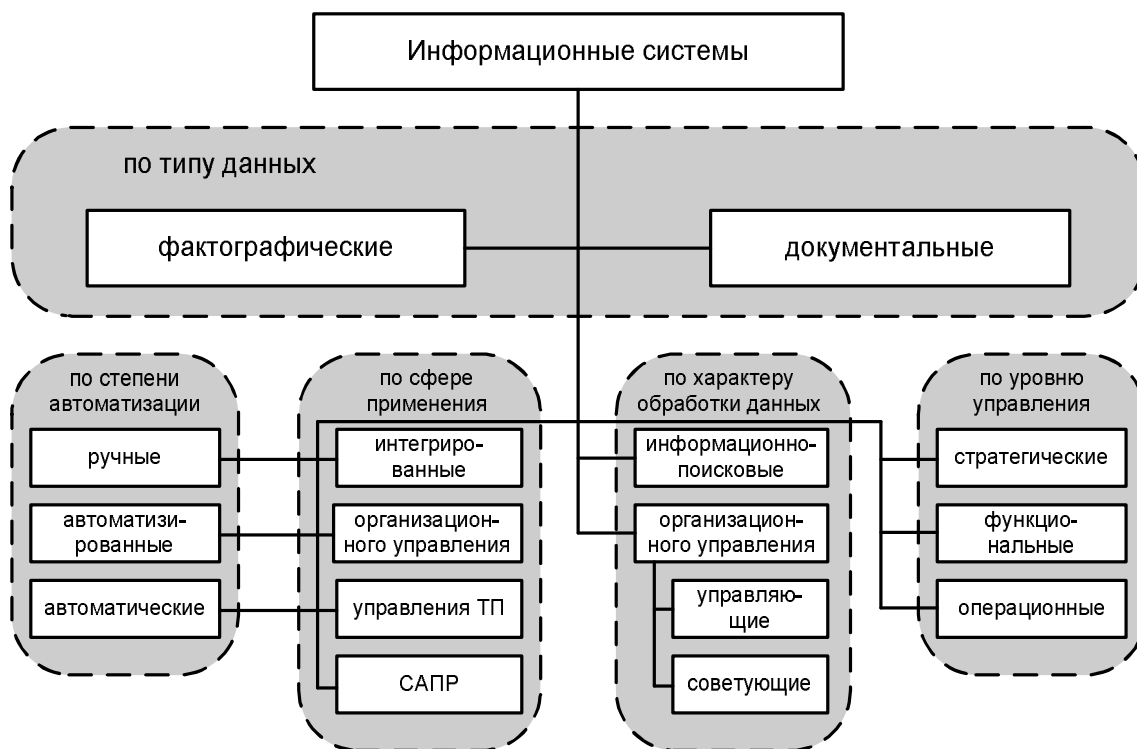 Информационные системы
по типу данных
фактографические
документальные
по степени
автоматизации
ручные
автоматизи-
рованные
автоматические
по сфере
применения
интегриро-
ванные
организацион-
ного управления
управления ТП
САПР
по характеру
обработки данных
информационно-
поисковые
организацион-
ного управления
управляю-
щие
советующие
по уровню
управления
стратегические
функцио-
нальные
операционные